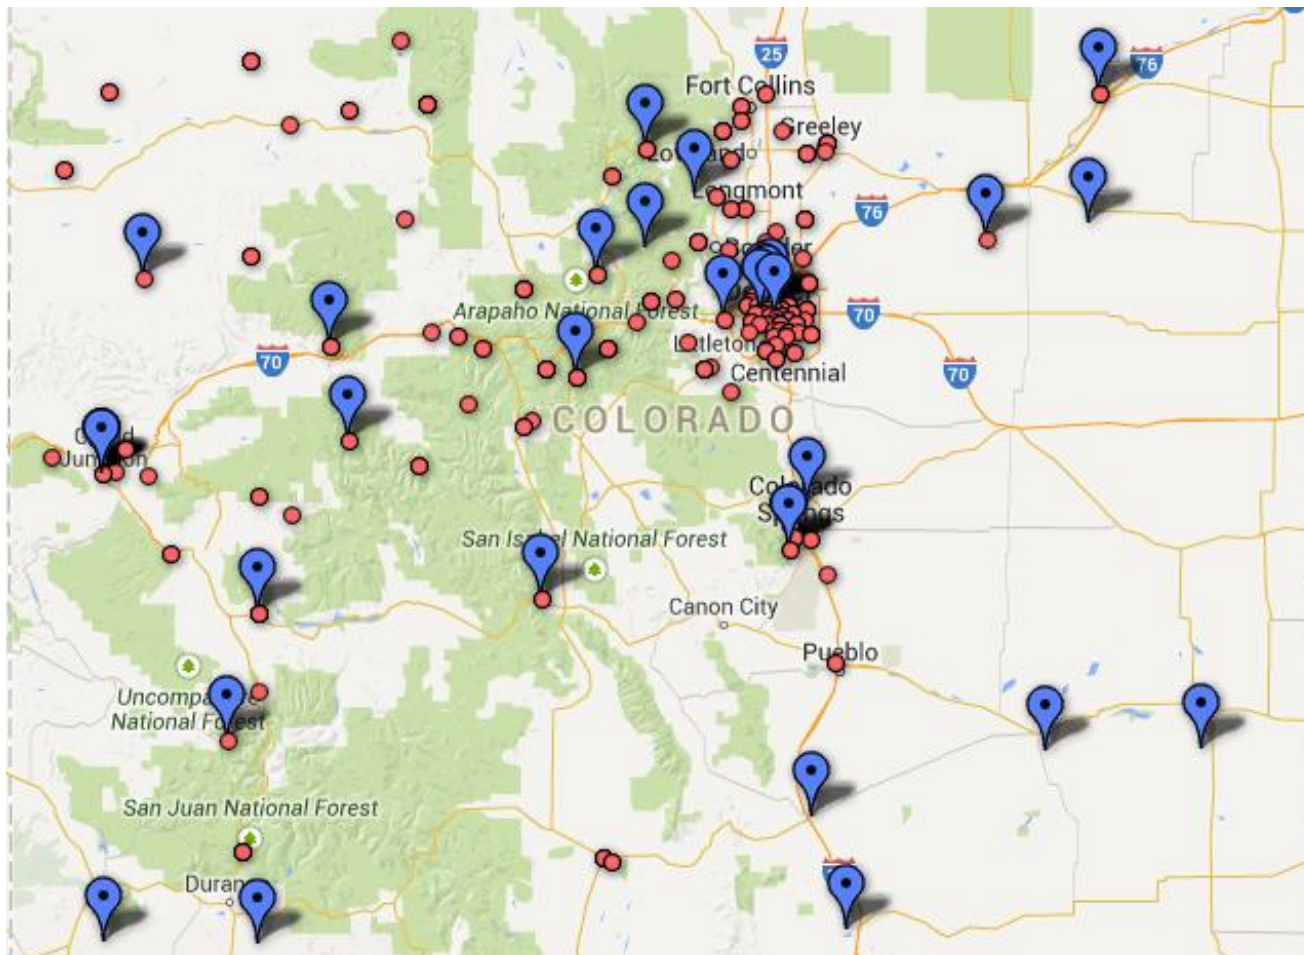 25
76
Fort Collins
Greeley
Longmont
76
Arapaho National Forest
70
70
Littleton
70
Centennial
COLORADO
Colorado
Springs
San Isabel National Forest
Canon City
Pueblo
Uncompahgre
National Forest
San Juan National Forest